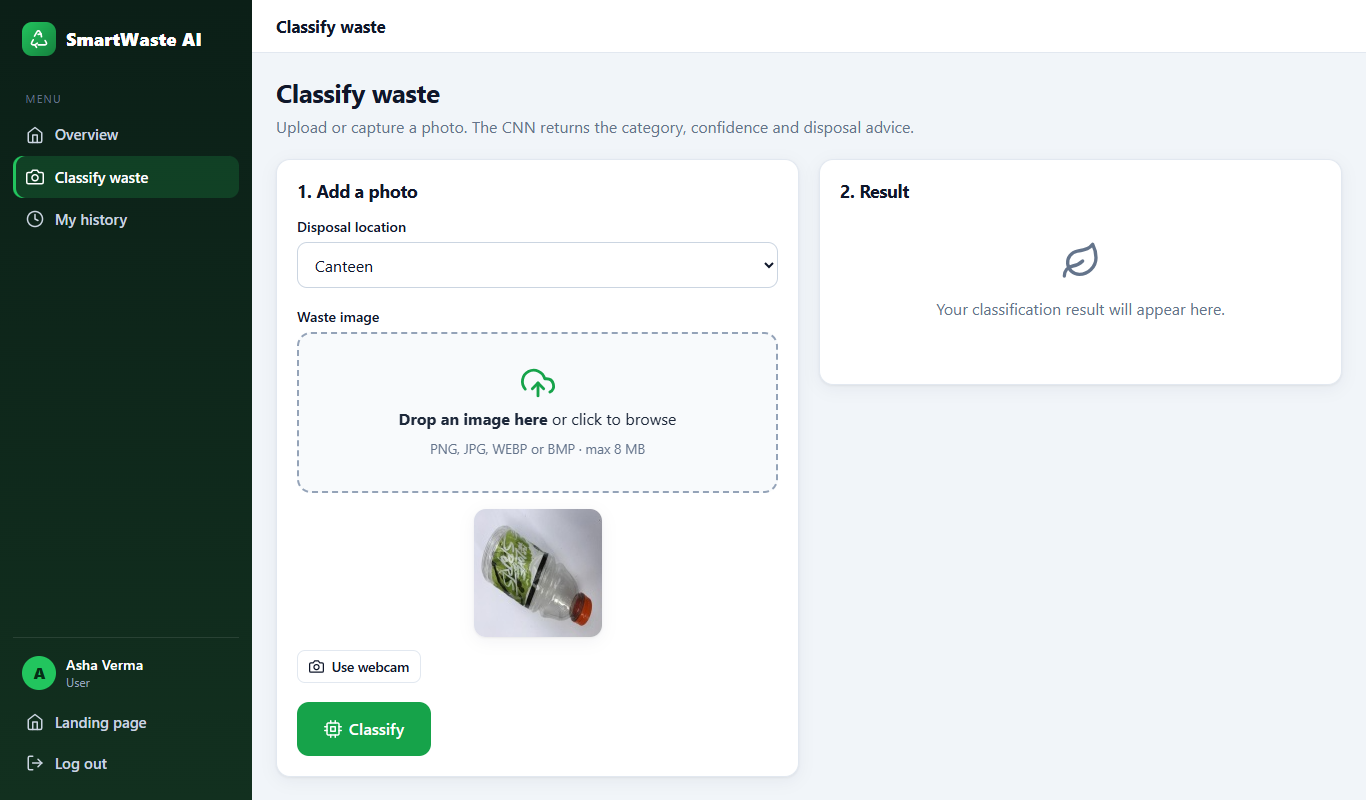 SmartWaste AI
MENU
Overview
Classify waste
My history
A
Asha Verma
User
Landing page
Log out
Classify waste
Classify waste
Upload or capture a photo. The CNN returns the category, confidence and disposal advice.
1. Add a photo
Disposal location
Canteen
Waste image
Drop an image here or click to browse
PNG, JPG, WEBP or BMP · max 8 MB
Use webcam
Classify
2. Result
Your classification result will appear here.